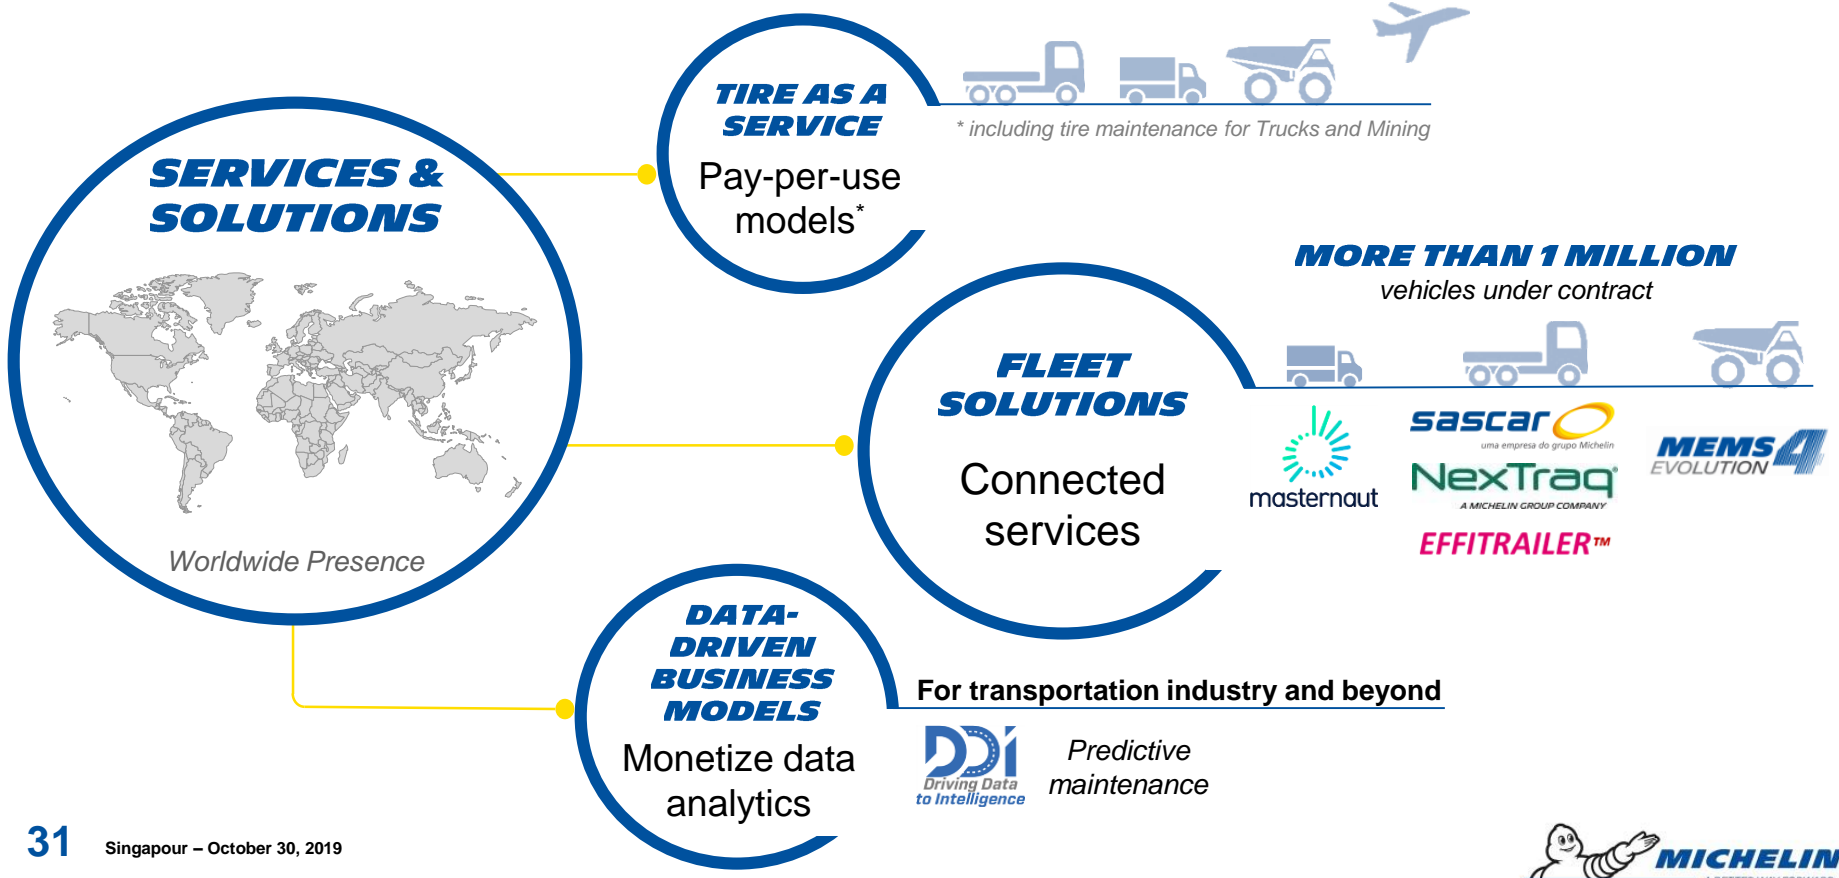 SERVICES &
SOLUTIONS
Worldwide Presence
TIRE AS A
SERVICE
Pay-per-use
models*
* including tire maintenance for Trucks and Mining
FLEET
SOLUTIONS
Connected
services
MORE THAN 1 MILLION
vehicles under contract
masternaut
sascar
uma empresa do grupo Michelin
NexTraq®
A MICHELIN GROUP COMPANY
EFFITRAILER™
MEMS 4
EVOLUTION
DATA-
DRIVEN
BUSINESS
MODELS
Monetize data
analytics
For transportation industry and beyond
DDi
Driving Data
to Intelligence
Predictive
maintenance
31
Singapour – October 30, 2019
MICHELIN